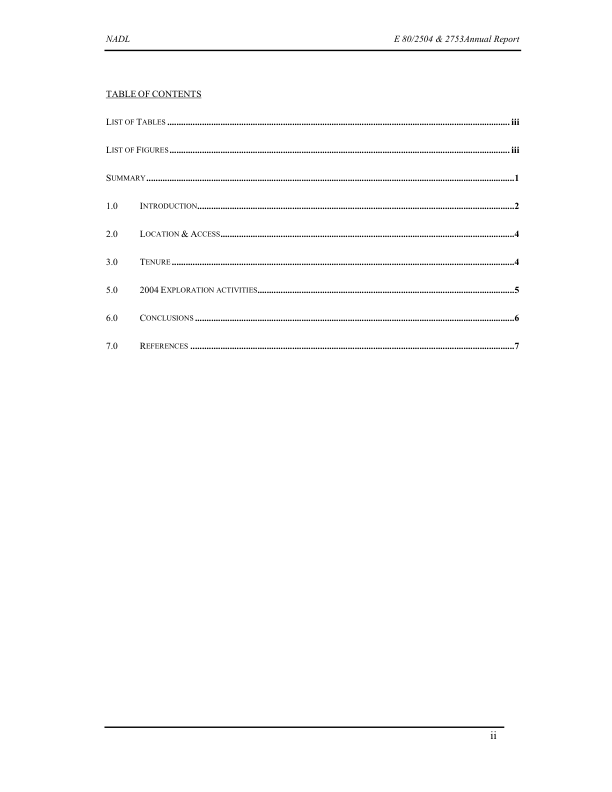 NADL E 80/2504 & 2753Annual Report
TABLE OF CONTENTS
LIST OF TABLES ........................................................................ iii
LIST OF FIGURES ........................................................................ iii
SUMMARY ........................................................................ 1
1.0 INTRODUCTION ........................................................................ 2
2.0 LOCATION & ACCESS ........................................................................ 4
3.0 TENURE ........................................................................ 4
5.0 2004 EXPLORATION ACTIVITIES ........................................................................ 5
6.0 CONCLUSIONS ........................................................................ 6
7.0 REFERENCES ........................................................................ 7
ii